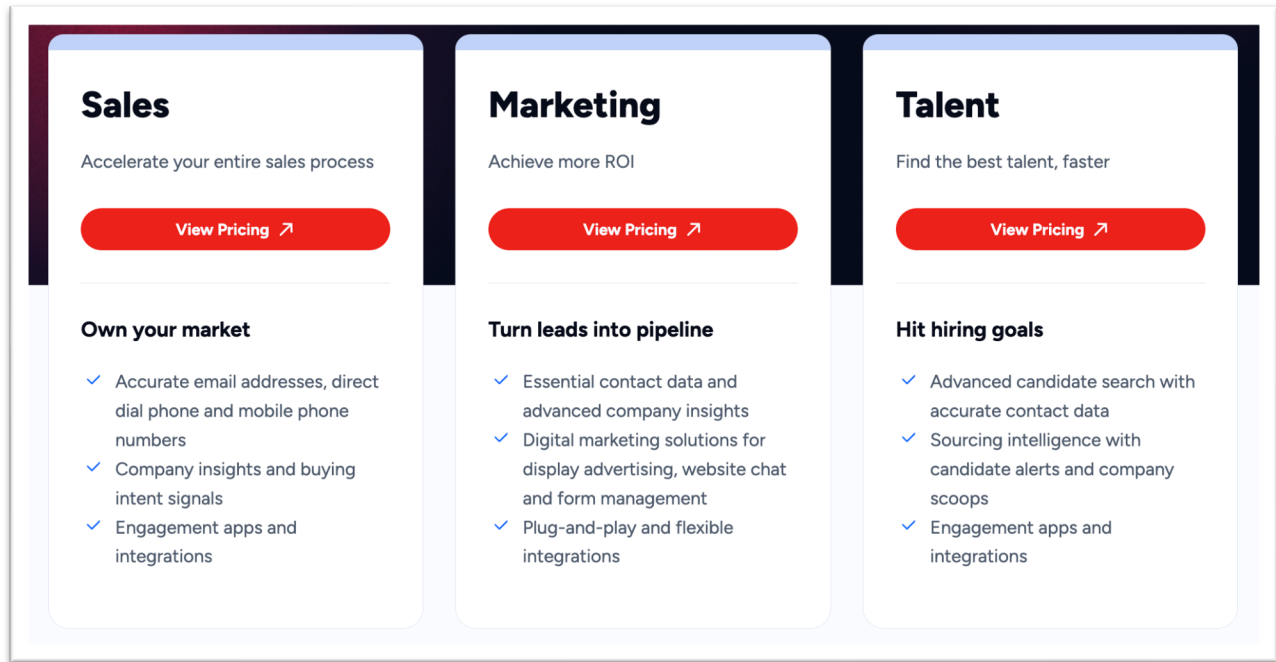 Sales
Accelerate your entire sales process
View Pricing
Own your market
Accurate email addresses, direct
dial phone and mobile phone
numbers
Company insights and buying
intent signals
Engagement apps and
integrations
Marketing
Achieve more ROI
View Pricing
Turn leads into pipeline
Essential contact data and
advanced company insights
Digital marketing solutions for
display advertising, website chat
and form management
Plug-and-play and flexible
integrations
Talent
Find the best talent, faster
View Pricing
Hit hiring goals
Advanced candidate search with
accurate contact data
Sourcing intelligence with
candidate alerts and company
scoops
Engagement apps and
integrations